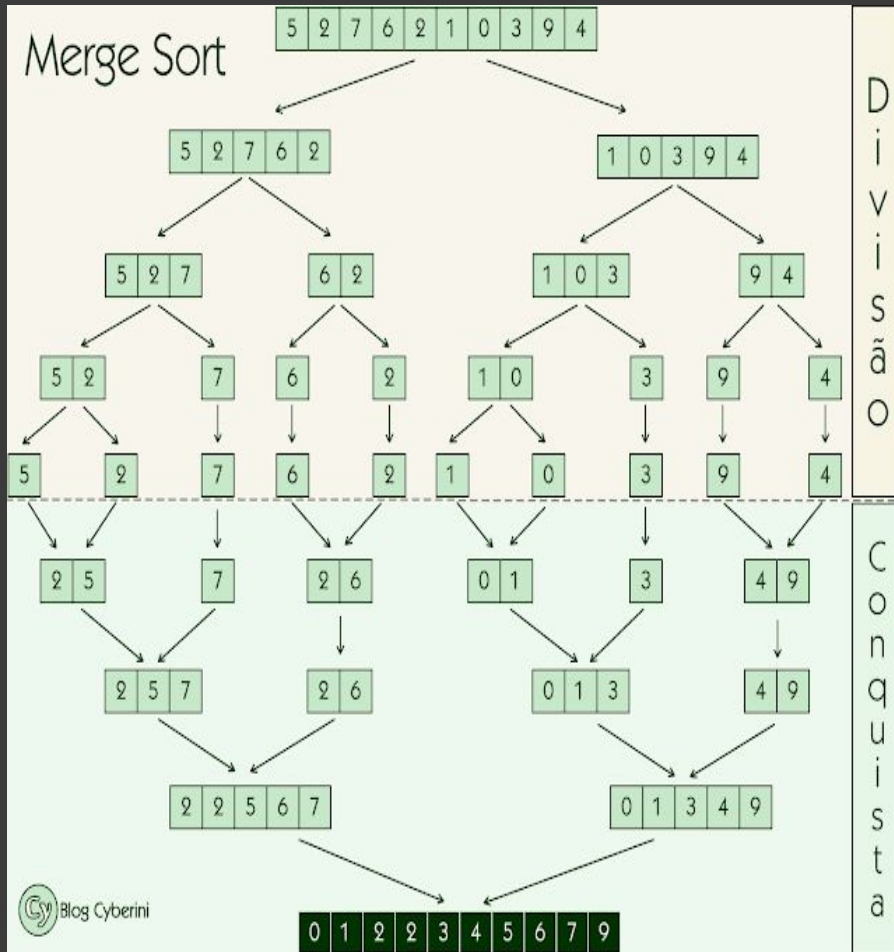 Merge Sort
5 2 7 6 2 1 0 3 9 4
5 2 7 6 2
1 0 3 9 4
5 2 7
6 2
1 0 3
9 4
5 2
7
6
2
1 0
3
9
4
5
2
7
6
2
1
0
3
9
4
Divisão
2 5
7
2 6
0 1
3
4 9
2 5 7
2 6
0 1 3
4 9
2 2 5 6 7
0 1 3 4 9
0 1 2 2 3 4 5 6 7 9
Conquista
Cy Blog Cyberini